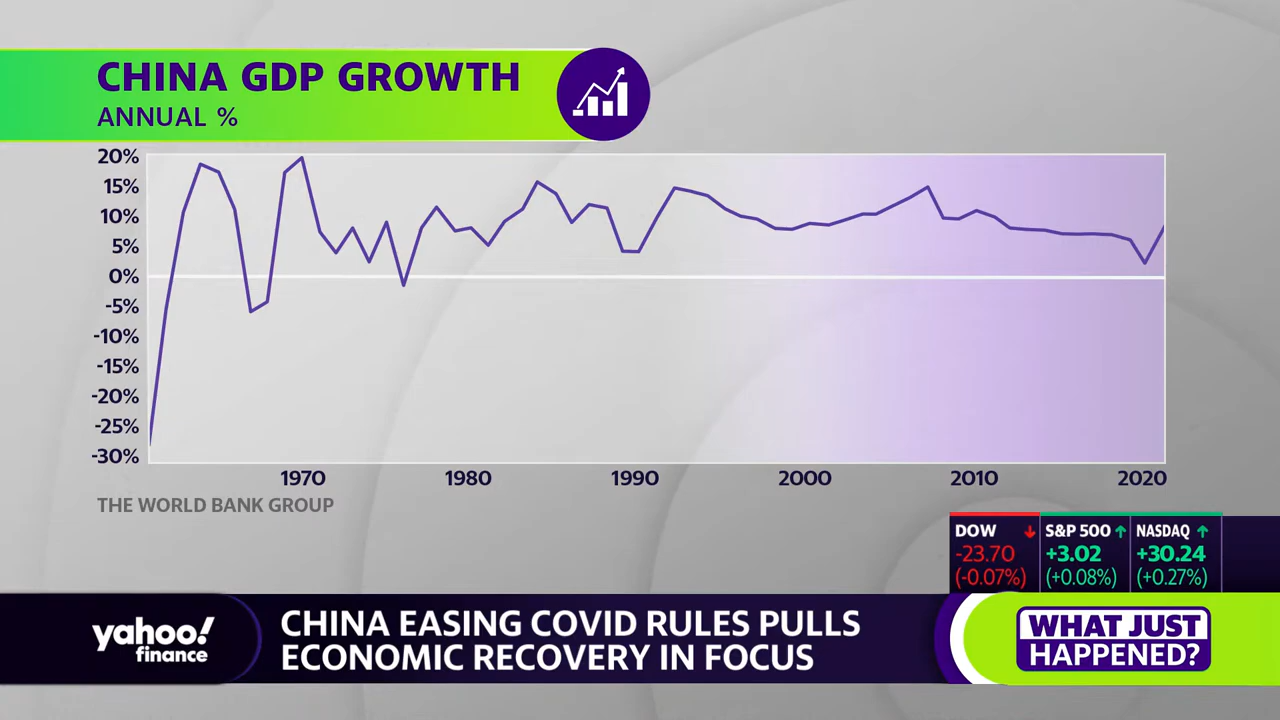 CHINA GDP GROWTH
ANNUAL %
20%
15%
10%
5%
0%
-5%
-10%
-15%
-20%
-25%
-30%
1970 1980 1990 2000 2010 2020
THE WORLD BANK GROUP
DOW S&P 500 NASDAQ
-23.70 +3.02 +30.24
(-0.07%) (+0.08%) (+0.27%)
yahoo!
finance
CHINA EASING COVID RULES PULLS
ECONOMIC RECOVERY IN FOCUS
WHAT JUST
HAPPENED?